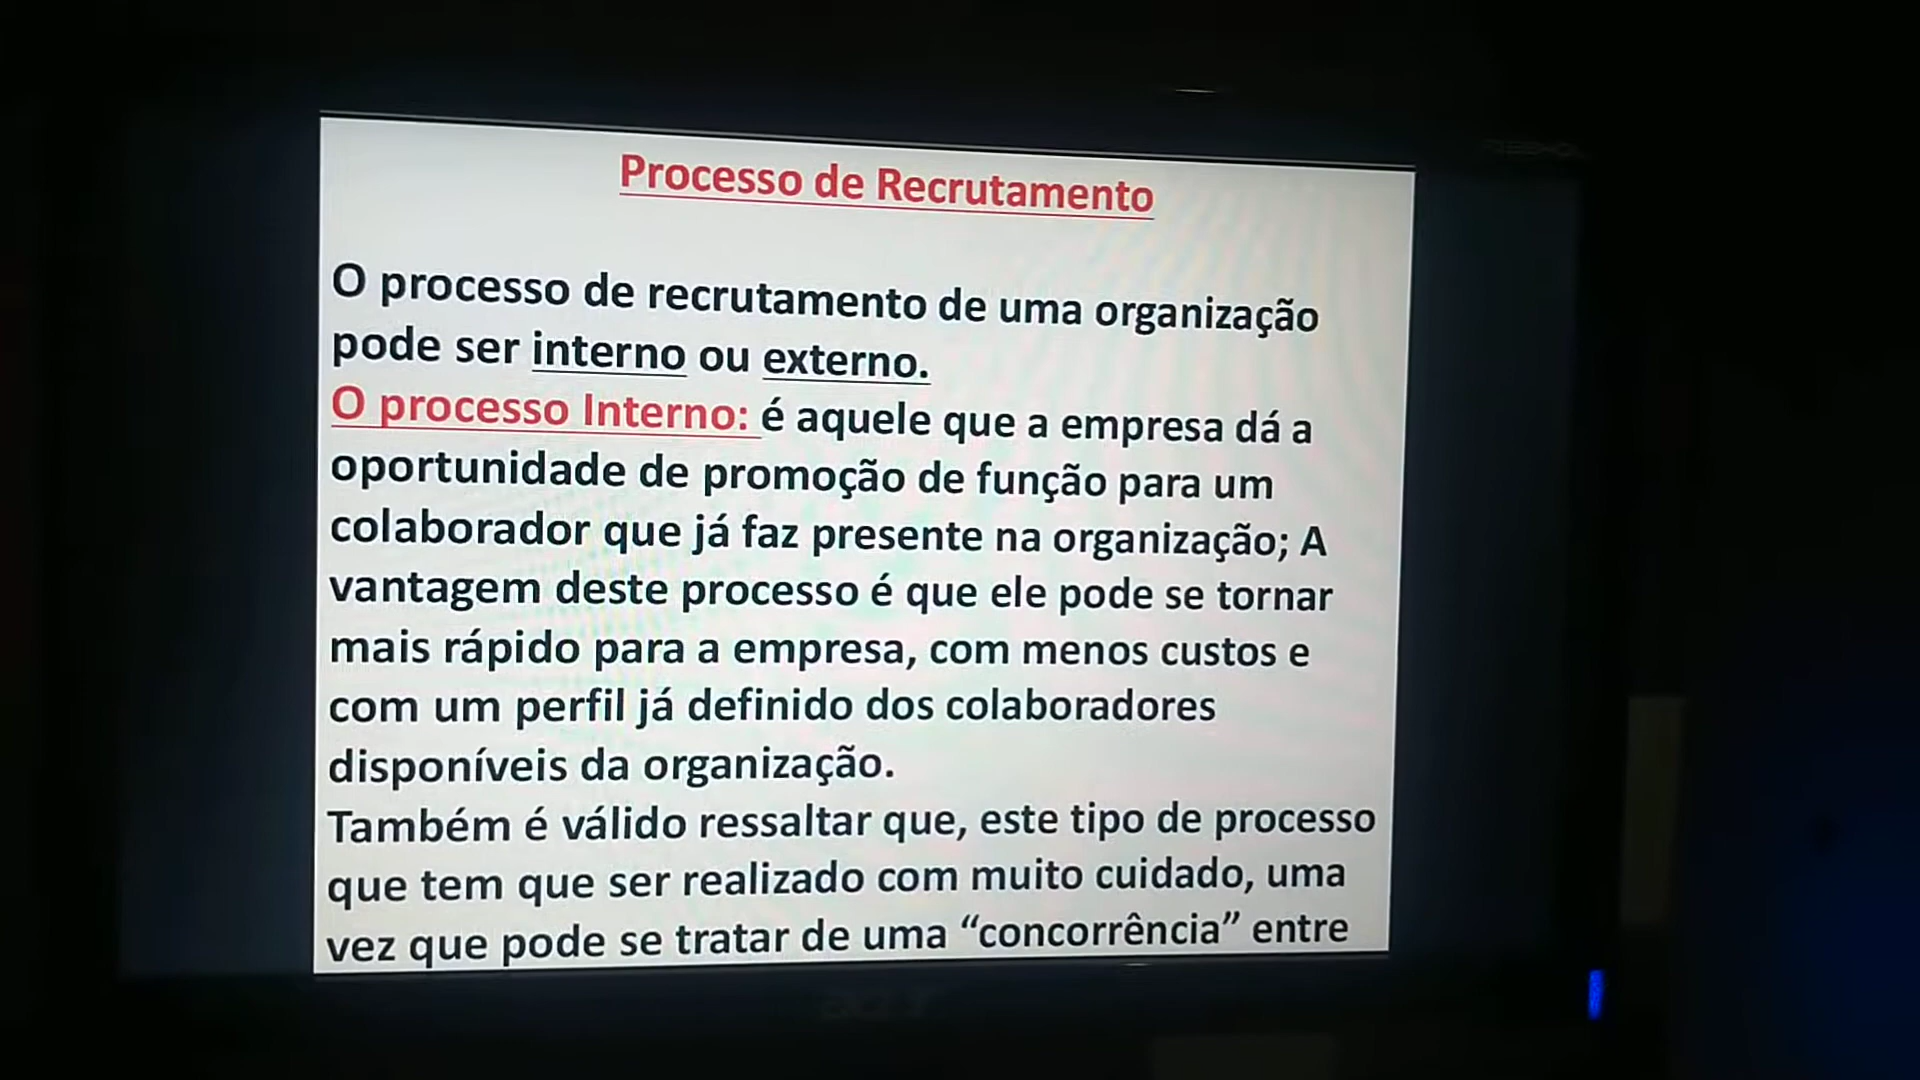 Processo de Recrutamento
O processo de recrutamento de uma organização
pode ser interno ou externo.
O processo Interno: é aquele que a empresa dá a
oportunidade de promoção de função para um
colaborador que já faz presente na organização; A
vantagem deste processo é que ele pode se tornar
mais rápido para a empresa, com menos custos e
com um perfil já definido dos colaboradores
disponíveis da organização.
Também é válido ressaltar que, este tipo de processo
que tem que ser realizado com muito cuidado, uma
vez que pode se tratar de uma “concorrência” entre